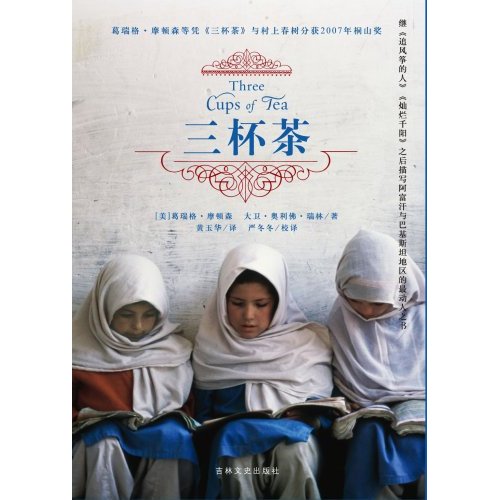 葛瑞格·摩顿森等凭《三杯茶》与村上春树分获2007年桐山奖
Three
Cups of Tea
三杯茶
[美]葛瑞格·摩顿森 大卫·奥利佛·瑞林/著
黄玉华/译 严冬冬/校译
继《追风筝的人》《灿烂千阳》之后描写阿富汗与巴基斯坦地区的最动人之书
吉林文史出版社